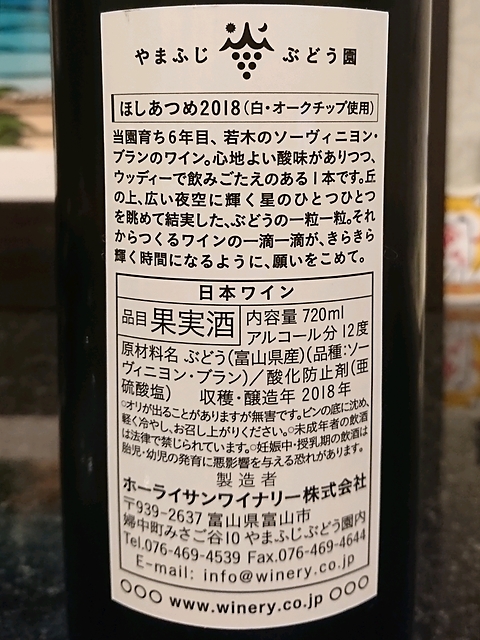 やまふじ ぶどう園
ほしあつめ2018(白・オークチップ使用)
当園育ち6年目、若木のソーヴィニヨン・
ブランのワイン。心地よい酸味がありつつ、
ウッディーで飲みごたえのある1本です。丘
の上、広い夜空に輝く星のひとつひとつ
を眺めて結実した、ぶどうの一粒一粒。それ
からつくるワインの一滴一滴が、きらきら
輝く時間になるように、願いをこめて。
日本ワイン
品目 果実酒 内容量 720ml
アルコール分 12度
原材料名 ぶどう(富山県産)(品種:ソー
ヴィニヨン・ブラン)/酸化防止剤(亜
硫酸塩) 収穫・醸造年 2018年
○オリが出ることがありますが無害です。ビンの底に沈め、
軽く冷やし、お召し上がりください。○未成年者の飲酒
は法律で禁じられています。○妊娠中・授乳期の飲酒は
胎児・幼児の発育に悪影響を与える恐れがあります。
製造者
ホーライサンワイナリー株式会社
〒939-2637 富山県富山市
婦中町みさご谷10 やまふじぶどう園内
Tel.076-469-4539 Fax.076-469-4644
E-mail: info@winery.co.jp
www.winery.co.jp